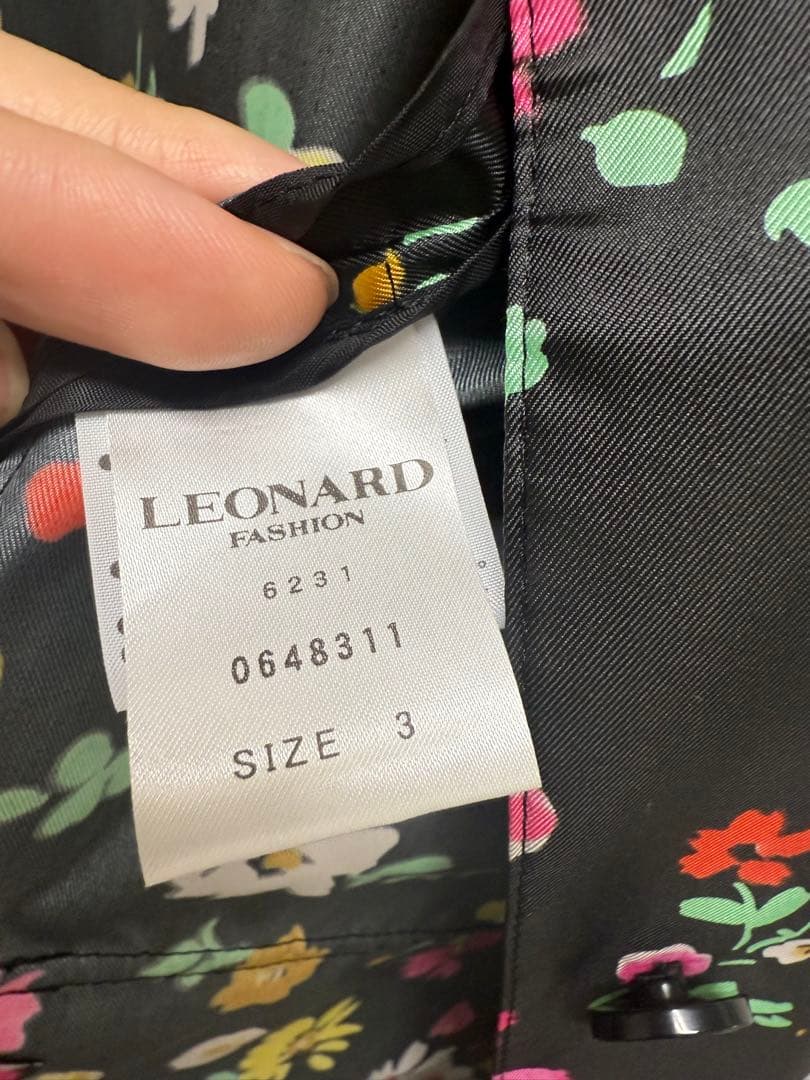 LEONARD
FASHION
6231
0648311
SIZE 3